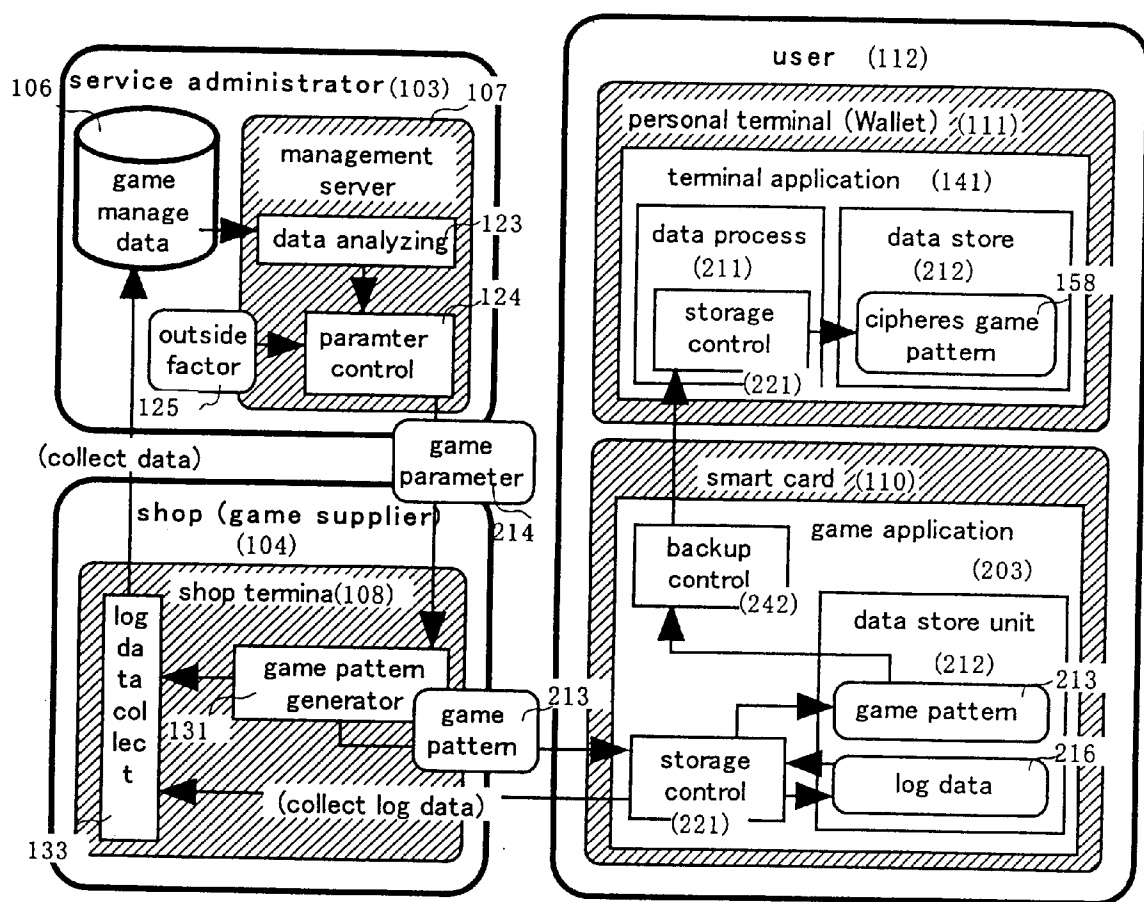 service administrator(103)
106
107
game
manage
data
management
server
data analyzing
123
outside
factor
125
paramter
control
124
(collect data)
game
parameter
214
shop (game supplier)
(104)
shop termina(108)
log
da
ta
col
lec
t
133
game pattern
generator
131
game
pattern
213
(collect log data)
user (112)
personal terminal (Wallet) (111)
terminal application (141)
data process
(211)
storage
control
(221)
data store
(212)
158
cipheres game
pattern
smart card (110)
game application
(203)
backup
control
(242)
data store unit
(212)
213
game pattern
216
log data
storage
control
(221)